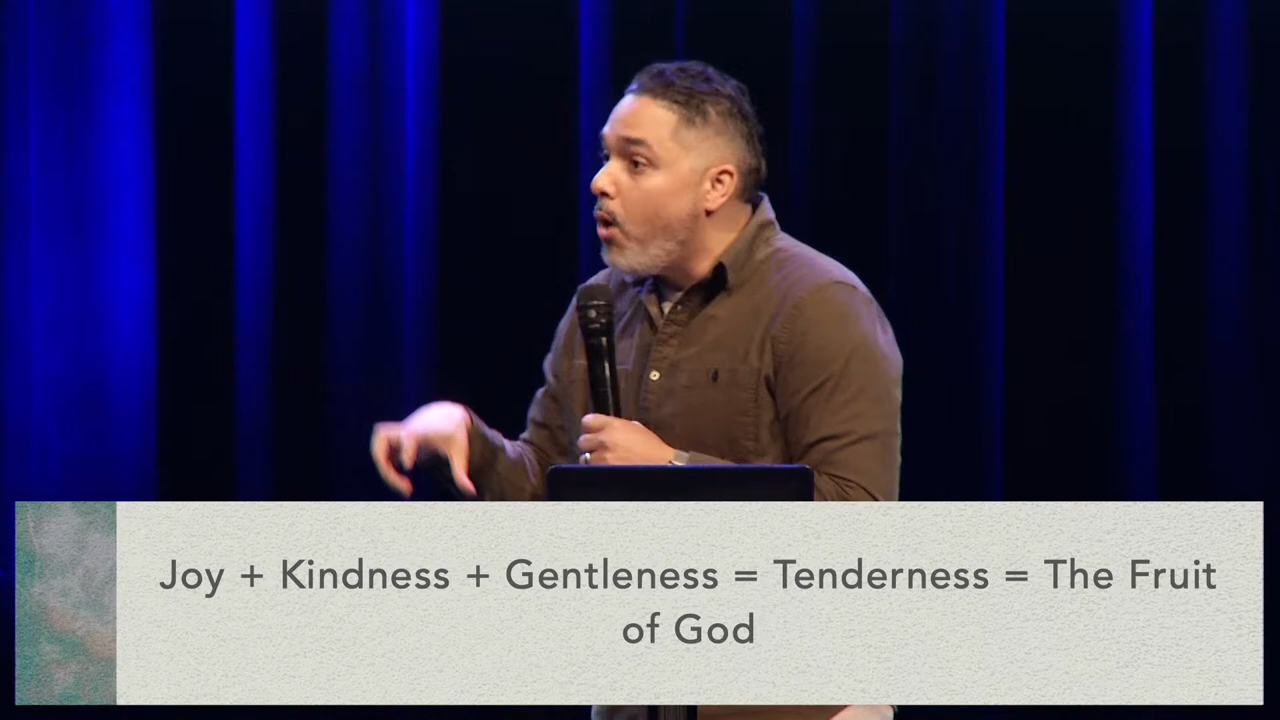 Joy + Kindness + Gentleness = Tenderness = The Fruit
of God